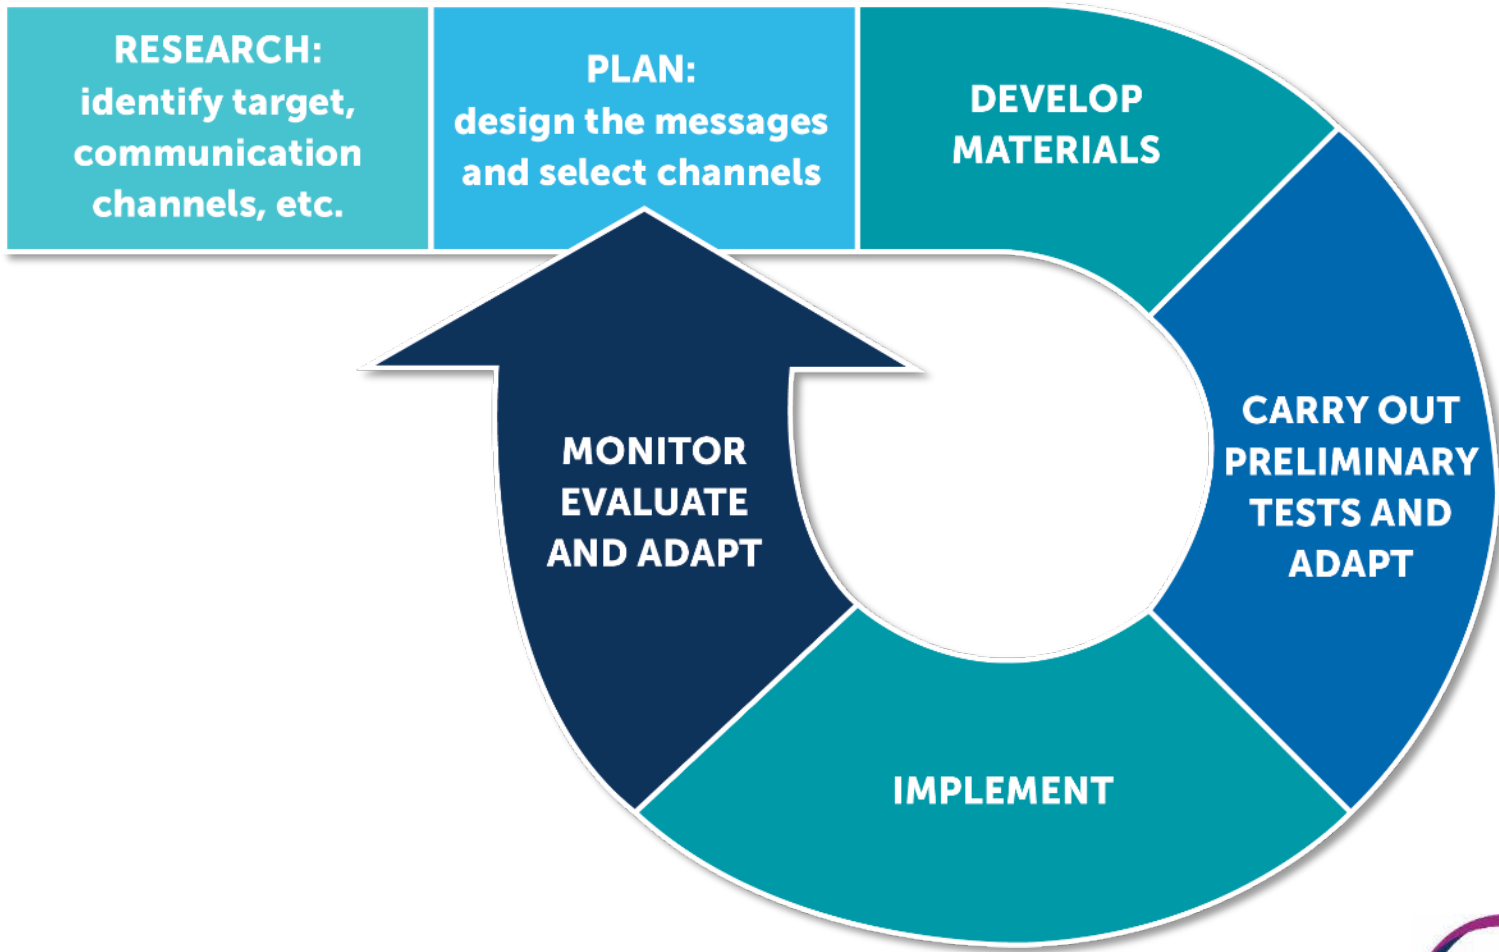 RESEARCH:
identify target,
communication
channels, etc.
PLAN:
design the messages
and select channels
DEVELOP
MATERIALS
CARRY OUT
PRELIMINARY
TESTS AND
ADAPT
IMPLEMENT
MONITOR
EVALUATE
AND ADAPT